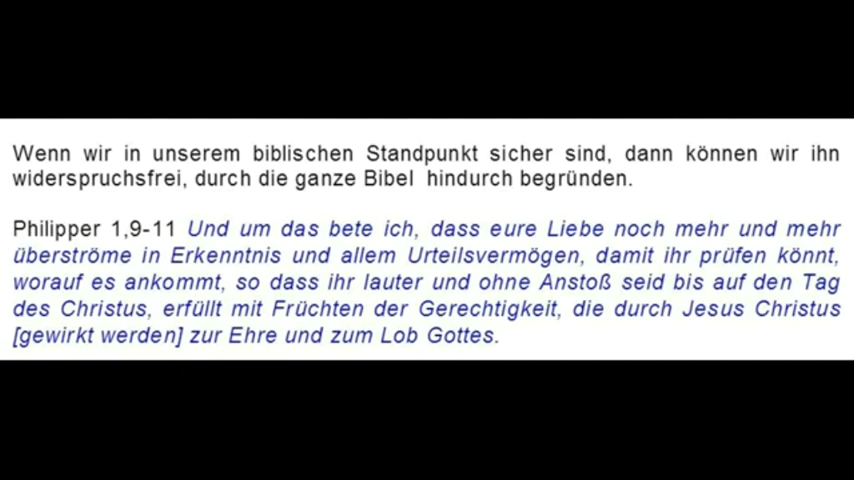 Wenn wir in unserem biblischen Standpunkt sicher sind, dann können wir ihn
widerspruchsfrei, durch die ganze Bibel hindurch begründen.
Philipper 1,9-11 Und um das bete ich, dass eure Liebe noch mehr und mehr
überströme in Erkenntnis und allem Urteilsvermögen, damit ihr prüfen könnt,
worauf es ankommt, so dass ihr lauter und ohne Anstoß seid bis auf den Tag
des Christus, erfüllt mit Früchten der Gerechtigkeit, die durch Jesus Christus
[gewirkt werden] zur Ehre und zum Lob Gottes.